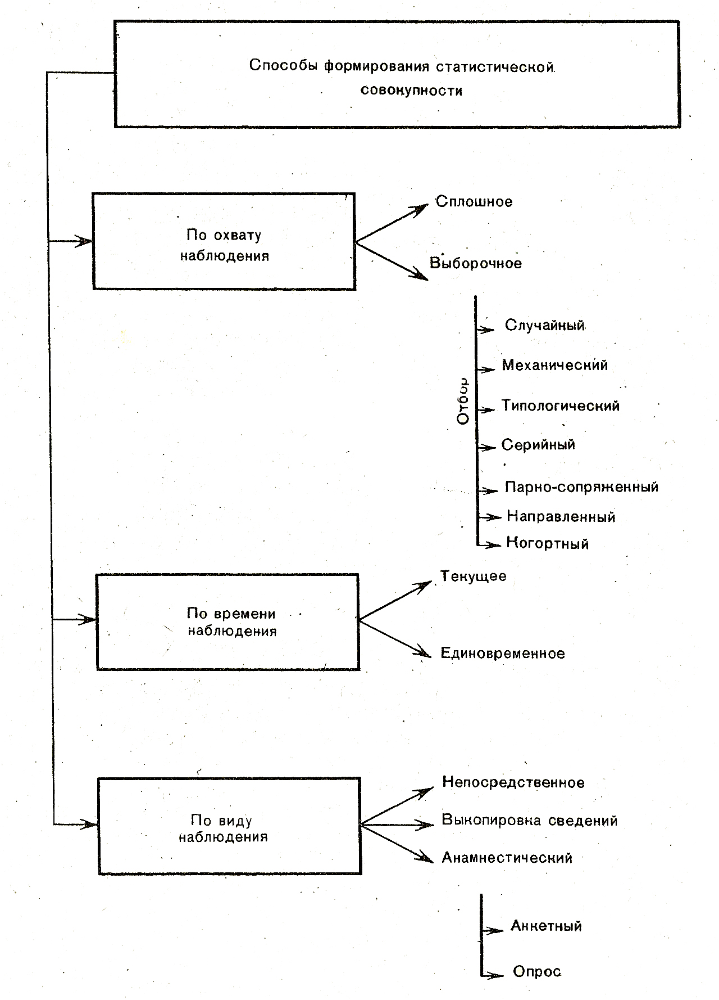 Способы формирования статистической
совокупности
По охвату
наблюдения
Сплошное
Выборочное
Отбор
Случайный
Механический
Типологический
Серийный
Парно-сопряженный
Направленный
Когортный
По времени
наблюдения
Текущее
Единовременное
По виду
наблюдения
Непосредственное
Выкопировка сведений
Анамнестический
Анкетный
Опрос